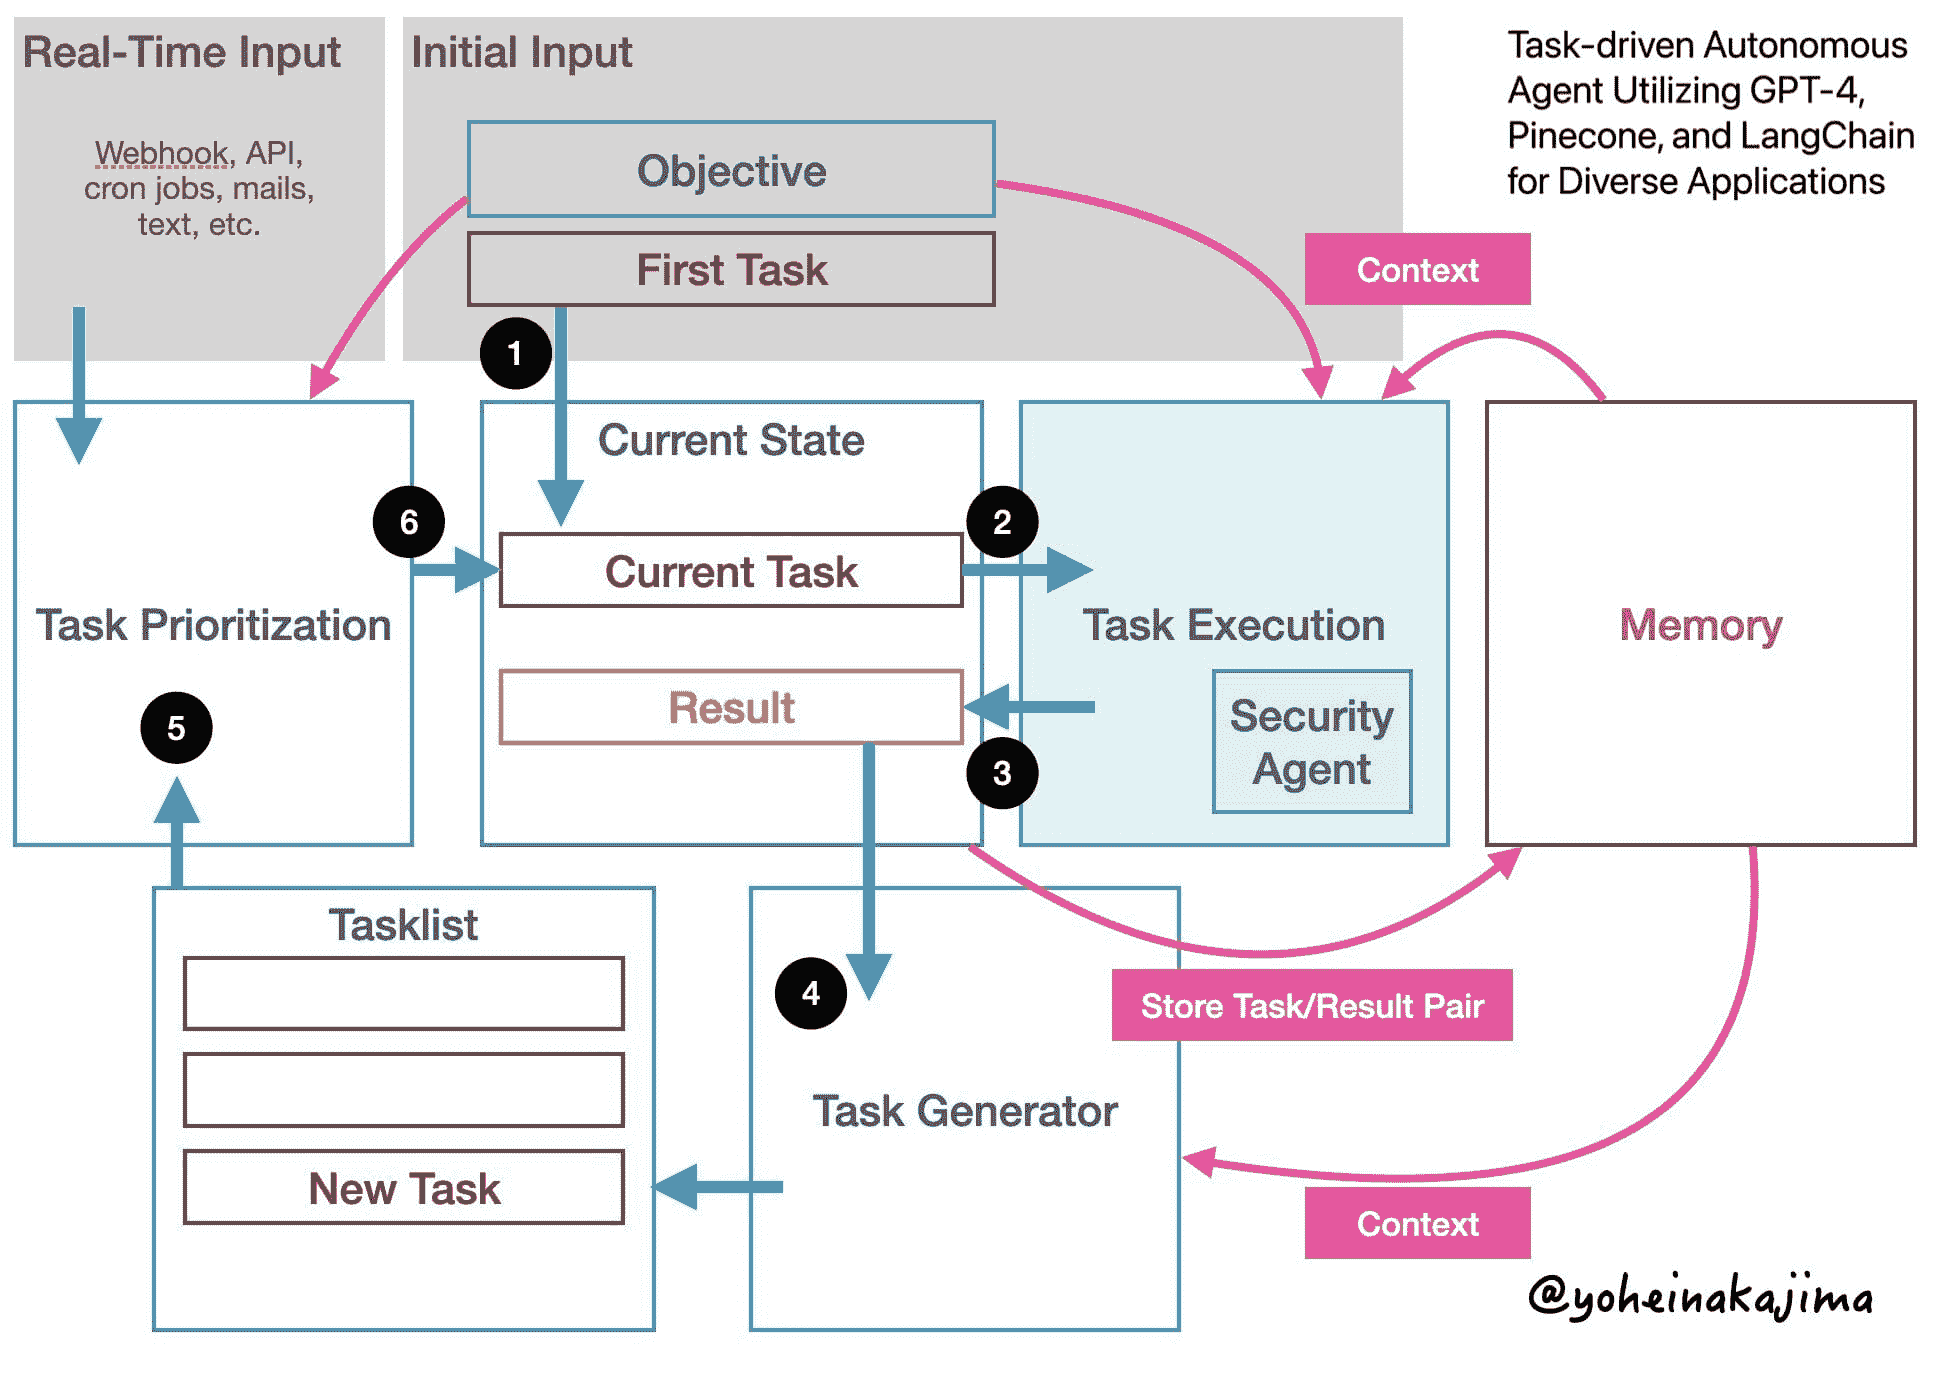 Real-Time Input
Webhook, API,
cron jobs, mails,
text, etc.
Initial Input
Objective
First Task
Task-driven Autonomous
Agent Utilizing GPT-4,
Pinecone, and LangChain
for Diverse Applications
Context
1
Current State
6
Current Task
2
Task Prioritization
Task Execution
Memory
5
Result
3
Security
Agent
Tasklist
New Task
4
Task Generator
Store Task/Result Pair
Context
@yoheinakajima